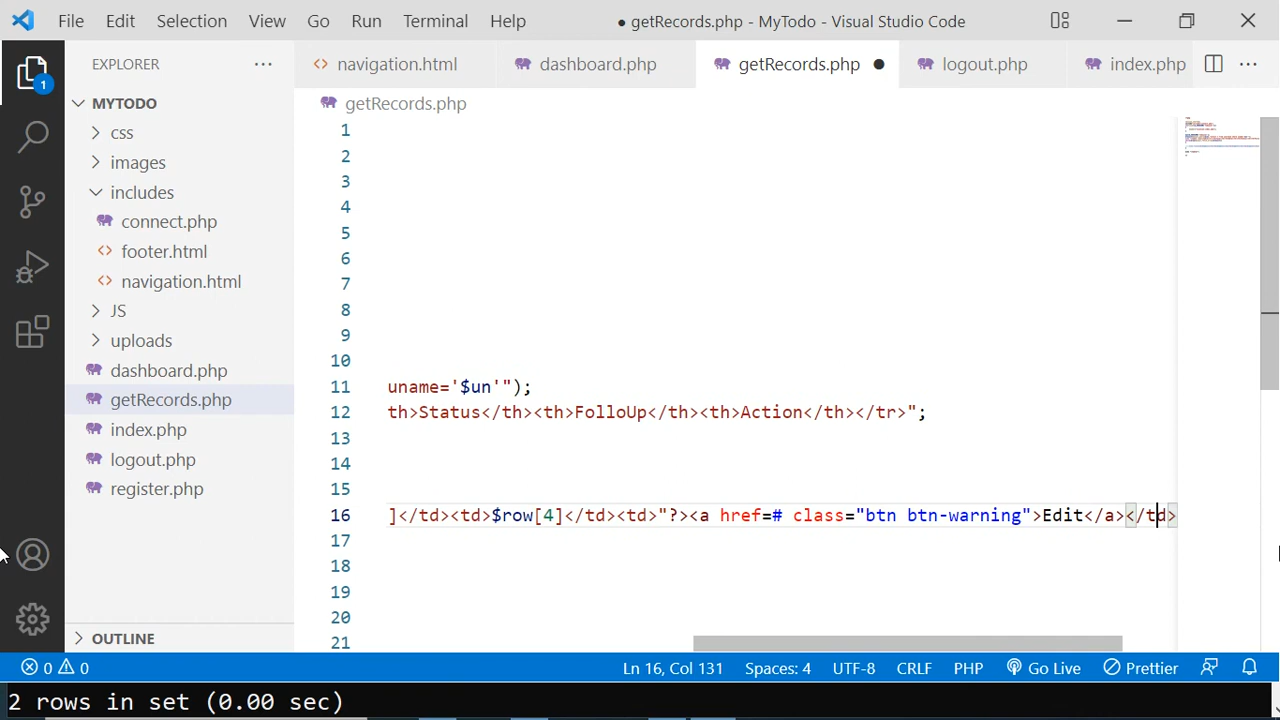 File Edit Selection View Go Run Terminal Help ● getRecords.php - MyTodo - Visual Studio Code
EXPLORER ··· navigation.html dashboard.php getRecords.php ● logout.php index.php ···
1
MYTODO getRecords.php
css
images
includes
connect.php
footer.html
navigation.html
JS
uploads
dashboard.php
getRecords.php
index.php
logout.php
register.php
OUTLINE
1
2
3
4
5
6
7
8
9
10
11 uname='$un'");
12 th>Status</th><th>FolloUp</th><th>Action</th></tr>";
13
14
15
16 ]</td><td>$row[4]</td><td>"?><a href=# class="btn btn-warning">Edit</a></td>
17
18
19
20
21
0 0 Ln 16, Col 131 Spaces: 4 UTF-8 CRLF PHP Go Live Prettier
2 rows in set (0.00 sec)